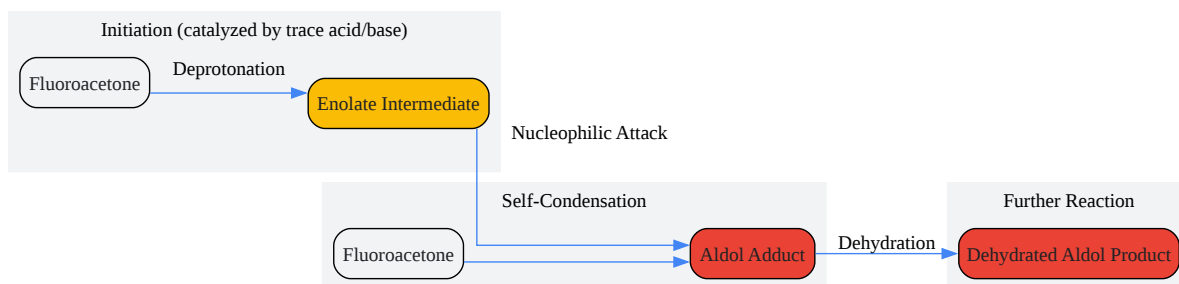 Initiation (catalyzed by trace acid/base)
Fluoroacetone
Deprotonation
Enolate Intermediate
Nucleophilic Attack
Self-Condensation
Fluoroacetone
Aldol Adduct
Dehydration
Further Reaction
Dehydrated Aldol Product